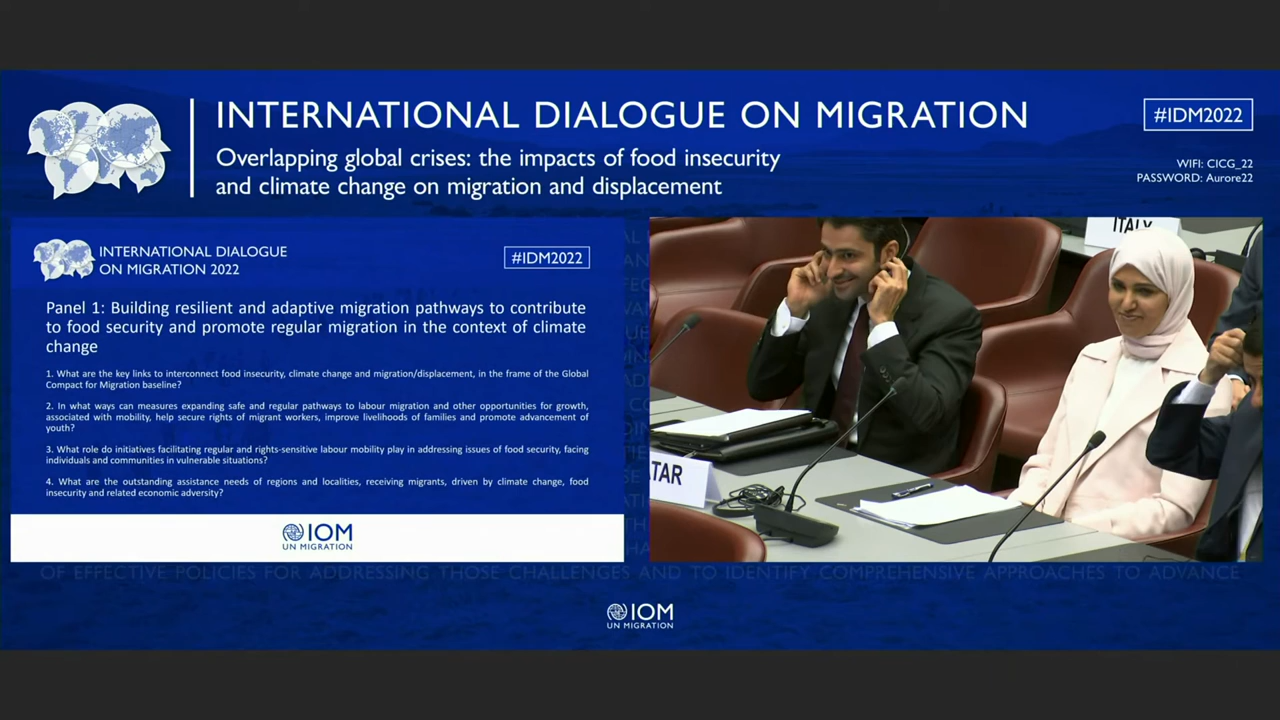 INTERNATIONAL DIALOGUE ON MIGRATION
Overlapping global crises: the impacts of food insecurity
and climate change on migration and displacement
#IDM2022
WIFI: CICG_22
PASSWORD: Aurore22
INTERNATIONAL DIALOGUE
ON MIGRATION 2022
#IDM2022
Panel 1: Building resilient and adaptive migration pathways to contribute
to food security and promote regular migration in the context of climate
change
1. What are the key links to interconnect food insecurity, climate change and migration/displacement, in the frame of the Global
Compact for Migration baseline?
2. In what ways can measures expanding safe and regular pathways to labour migration and other opportunities for growth,
associated with mobility, help secure rights of migrant workers, improve livelihoods of families and promote advancement of
youth?
3. What role do initiatives facilitating regular and rights-sensitive labour mobility play in addressing issues of food security, facing
individuals and communities in vulnerable situations?
4. What are the outstanding assistance needs of regions and localities, receiving migrants, driven by climate change, food
insecurity and related economic adversity?
IOM
UN MIGRATION
ITALY
TAR
OF EFFECTIVE POLICIES FOR ADDRESSING THOSE CHALLENGES AND TO IDENTIFY COMPREHENSIVE APPROACHES TO ADVANCE
IOM
UN MIGRATION